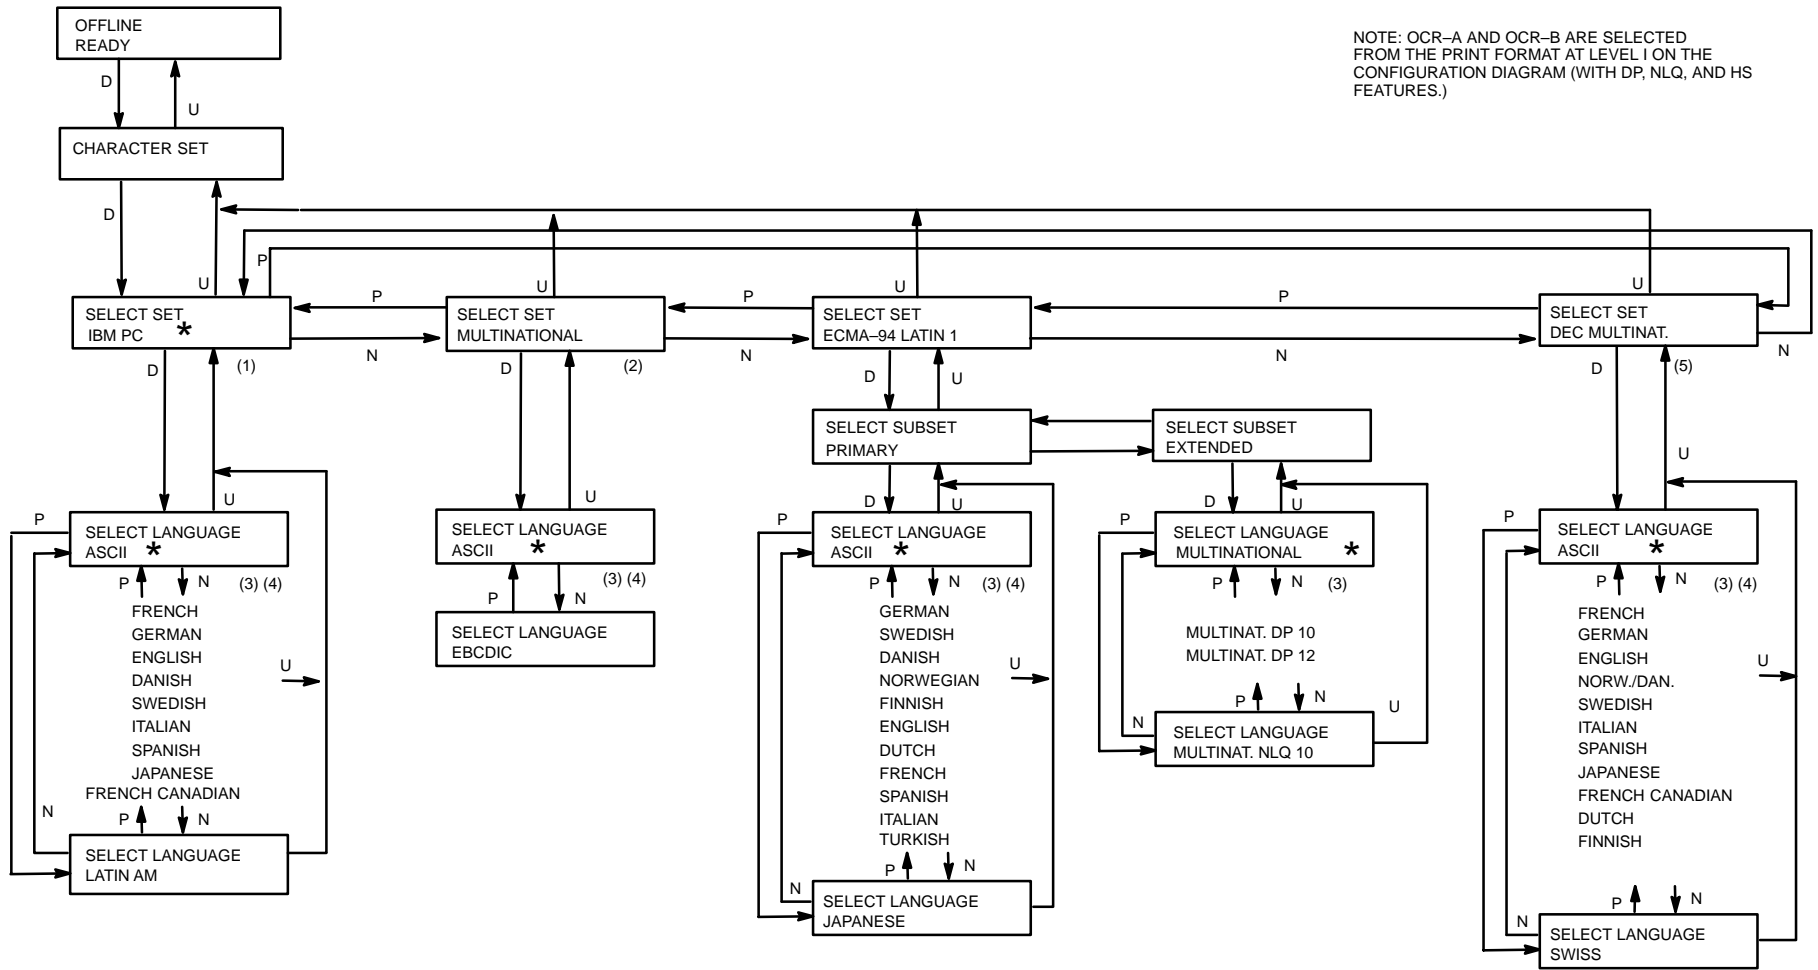 OFFLINE
READY
NOTE: OCR–A AND OCR–B ARE SELECTED
FROM THE PRINT FORMAT AT LEVEL I ON THE
CONFIGURATION DIAGRAM (WITH DP, NLQ, AND HS
FEATURES.)
D
U
CHARACTER SET
D
P
U
P
U
P
U
P
U
SELECT SET
IBM PC *
SELECT SET
MULTINATIONAL
SELECT SET
ECMA–94 LATIN 1
SELECT SET
DEC MULTINAT.
N
N
N
N
D
(1)
D
(2)
D
U
D
(5)
SELECT SUBSET
PRIMARY
SELECT SUBSET
EXTENDED
U
D
U
D
U
U
U
P
SELECT LANGUAGE
ASCII *
P N (3) (4)
FRENCH
GERMAN
ENGLISH
DANISH
SWEDISH
ITALIAN
SPANISH
JAPANESE
FRENCH CANADIAN
U
N
P N
SELECT LANGUAGE
LATIN AM
SELECT LANGUAGE
ASCII *
(3) (4)
P N
SELECT LANGUAGE
EBCDIC
P
SELECT LANGUAGE
ASCII *
P N (3) (4)
GERMAN
SWEDISH
DANISH
NORWEGIAN
FINNISH
ENGLISH
DUTCH
FRENCH
SPANISH
ITALIAN
TURKISH
U
P N
N
SELECT LANGUAGE
JAPANESE
P
SELECT LANGUAGE
MULTINATIONAL *
P N (3)
MULTINAT. DP 10
MULTINAT. DP 12
P N
U
N
SELECT LANGUAGE
MULTINAT. NLQ 10
P
SELECT LANGUAGE
ASCII *
P N (3) (4)
FRENCH
GERMAN
ENGLISH
NORW./DAN.
SWEDISH
ITALIAN
SPANISH
JAPANESE
FRENCH CANADIAN
DUTCH
FINNISH
U
P N
N
SELECT LANGUAGE
SWISS